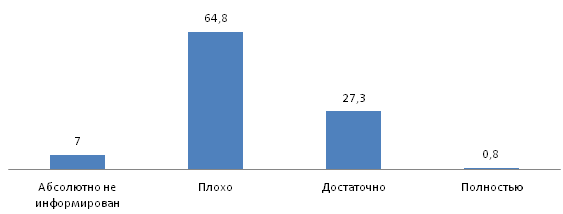 64,8
27,3
7
0,8
Абсолютно не
информирован
Плохо
Достаточно
Полностью